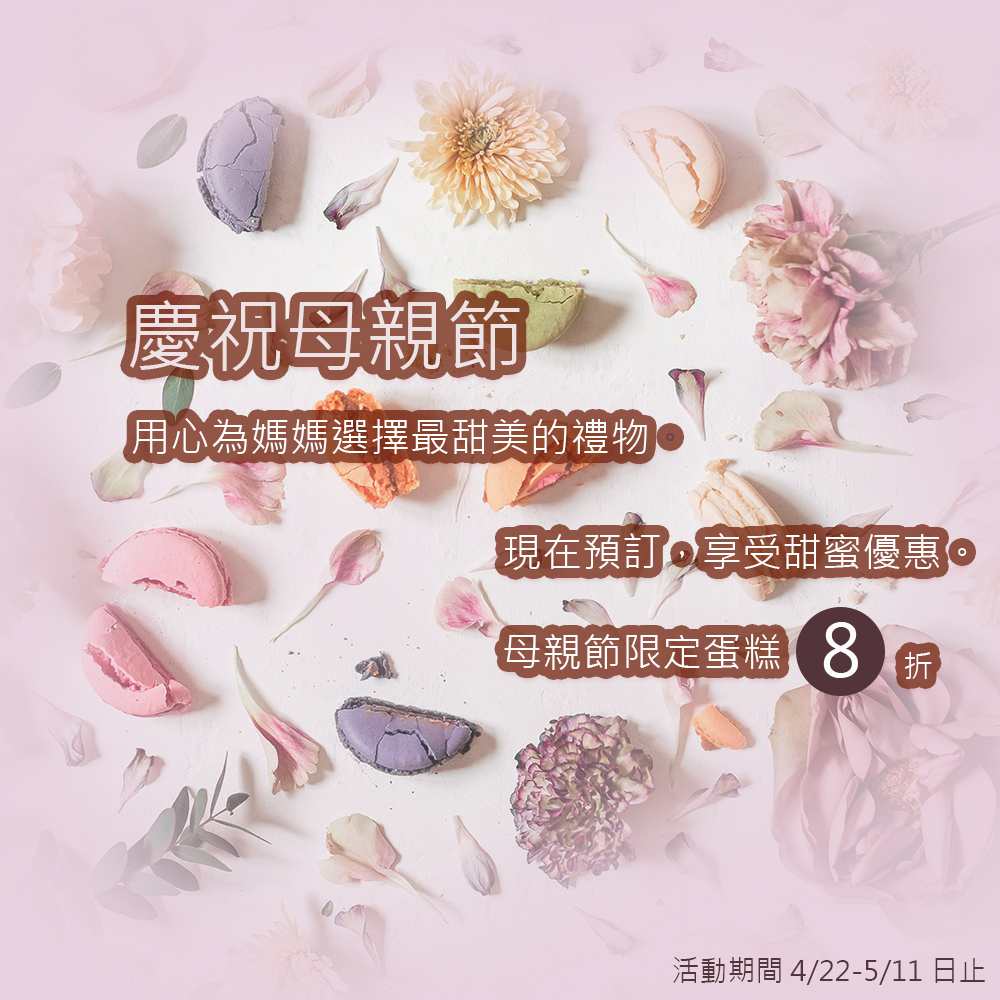 慶祝母親節
用心為媽媽選擇最甜美的禮物。
現在預訂，享受甜蜜優惠。
母親節限定蛋糕 8 折
活動期間 4/22-5/11 日止